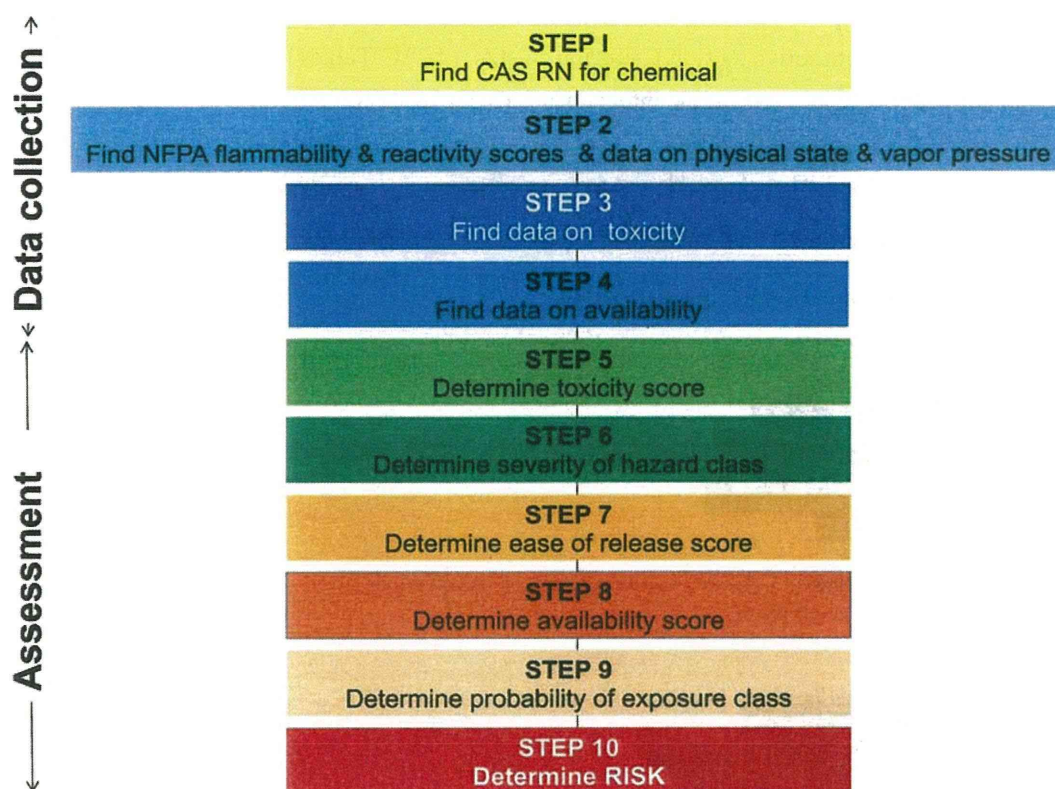 Data collection
STEP I
Find CAS RN for chemical
STEP 2
Find NFPA flammability & reactivity scores & data on physical state & vapor pressure
STEP 3
Find data on toxicity
STEP 4
Find data on availability
Assessment
STEP 5
Determine toxicity score
STEP 6
Determine severity of hazard class
STEP 7
Determine ease of release score
STEP 8
Determine availability score
STEP 9
Determine probability of exposure class
STEP 10
Determine RISK